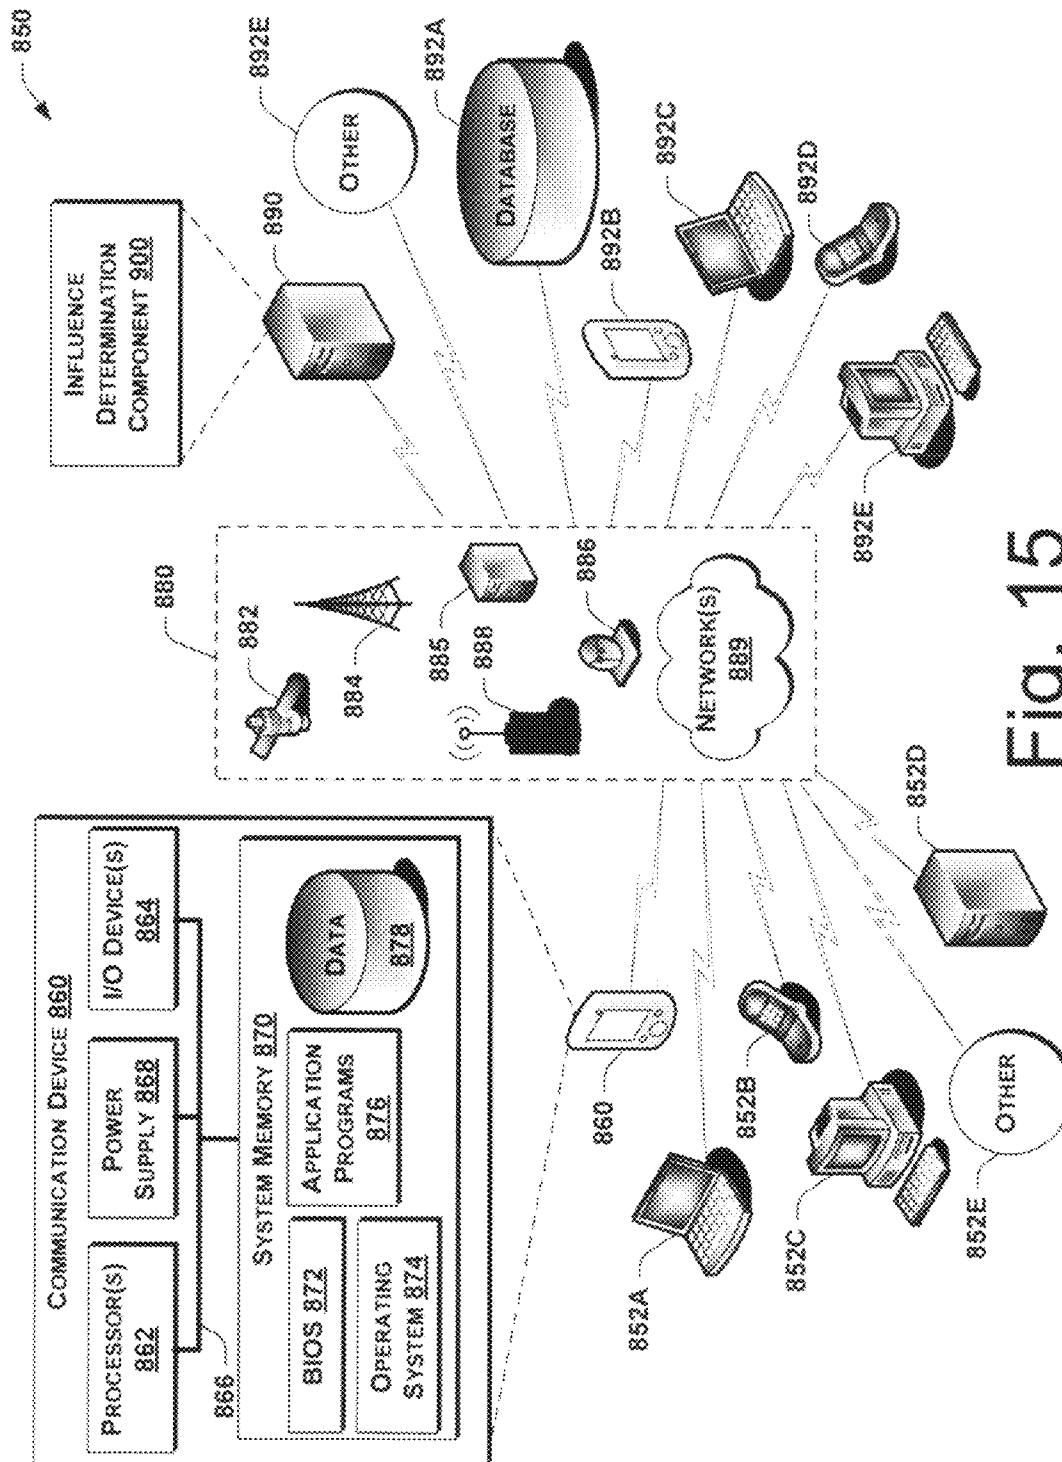 850
COMMUNICATION DEVICE 860
PROCESSOR(S)
862
POWER
SUPPLY 868
I/O DEVICE(S)
864
866
SYSTEM MEMORY 870
BIOS 872
OPERATING
SYSTEM 874
APPLICATION
PROGRAMS
876
DATA
878
880
882
884
885
888
886
NETWORK(S)
889
INFLUENCE
DETERMINATION
COMPONENT 900
890
892E
OTHER
892A
DATABASE
892B
892C
892D
892E
860
852A
852B
852C
852D
852E
OTHER
Fig. 15